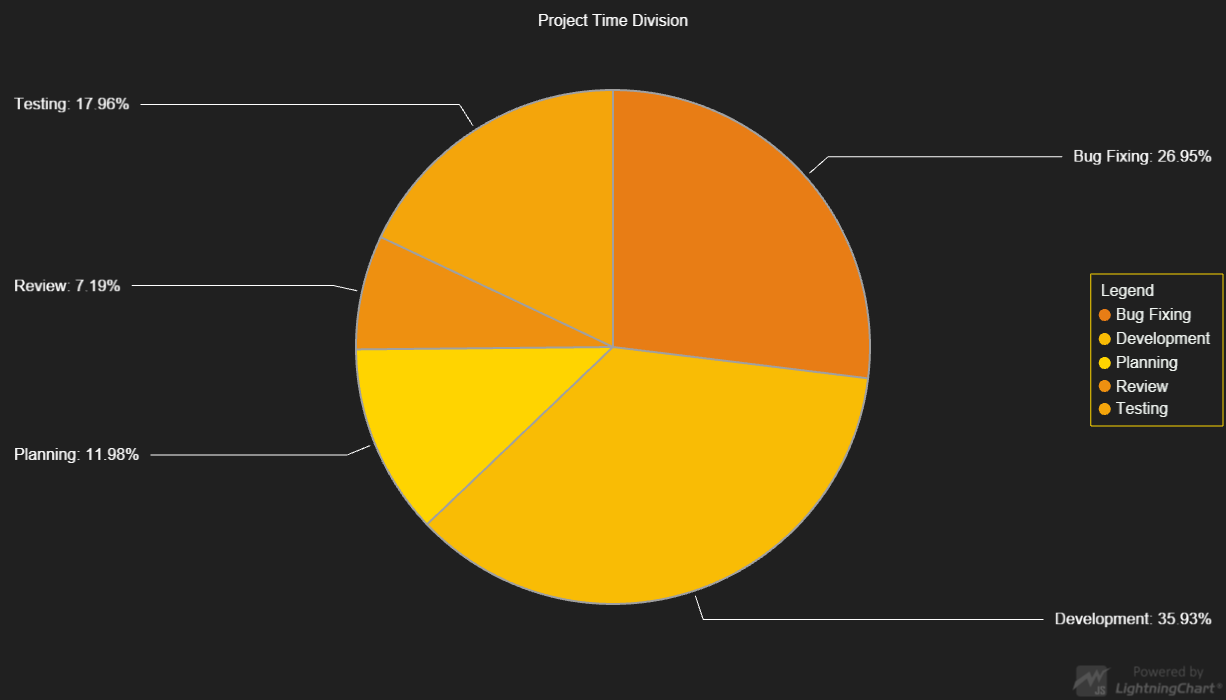 Project Time Division
Testing: 17.96%
Bug Fixing: 26.95%
Review: 7.19%
Legend
Bug Fixing
Development
Planning
Review
Testing
Planning: 11.98%
Development: 35.93%
JS
Powered by
LightningChart®